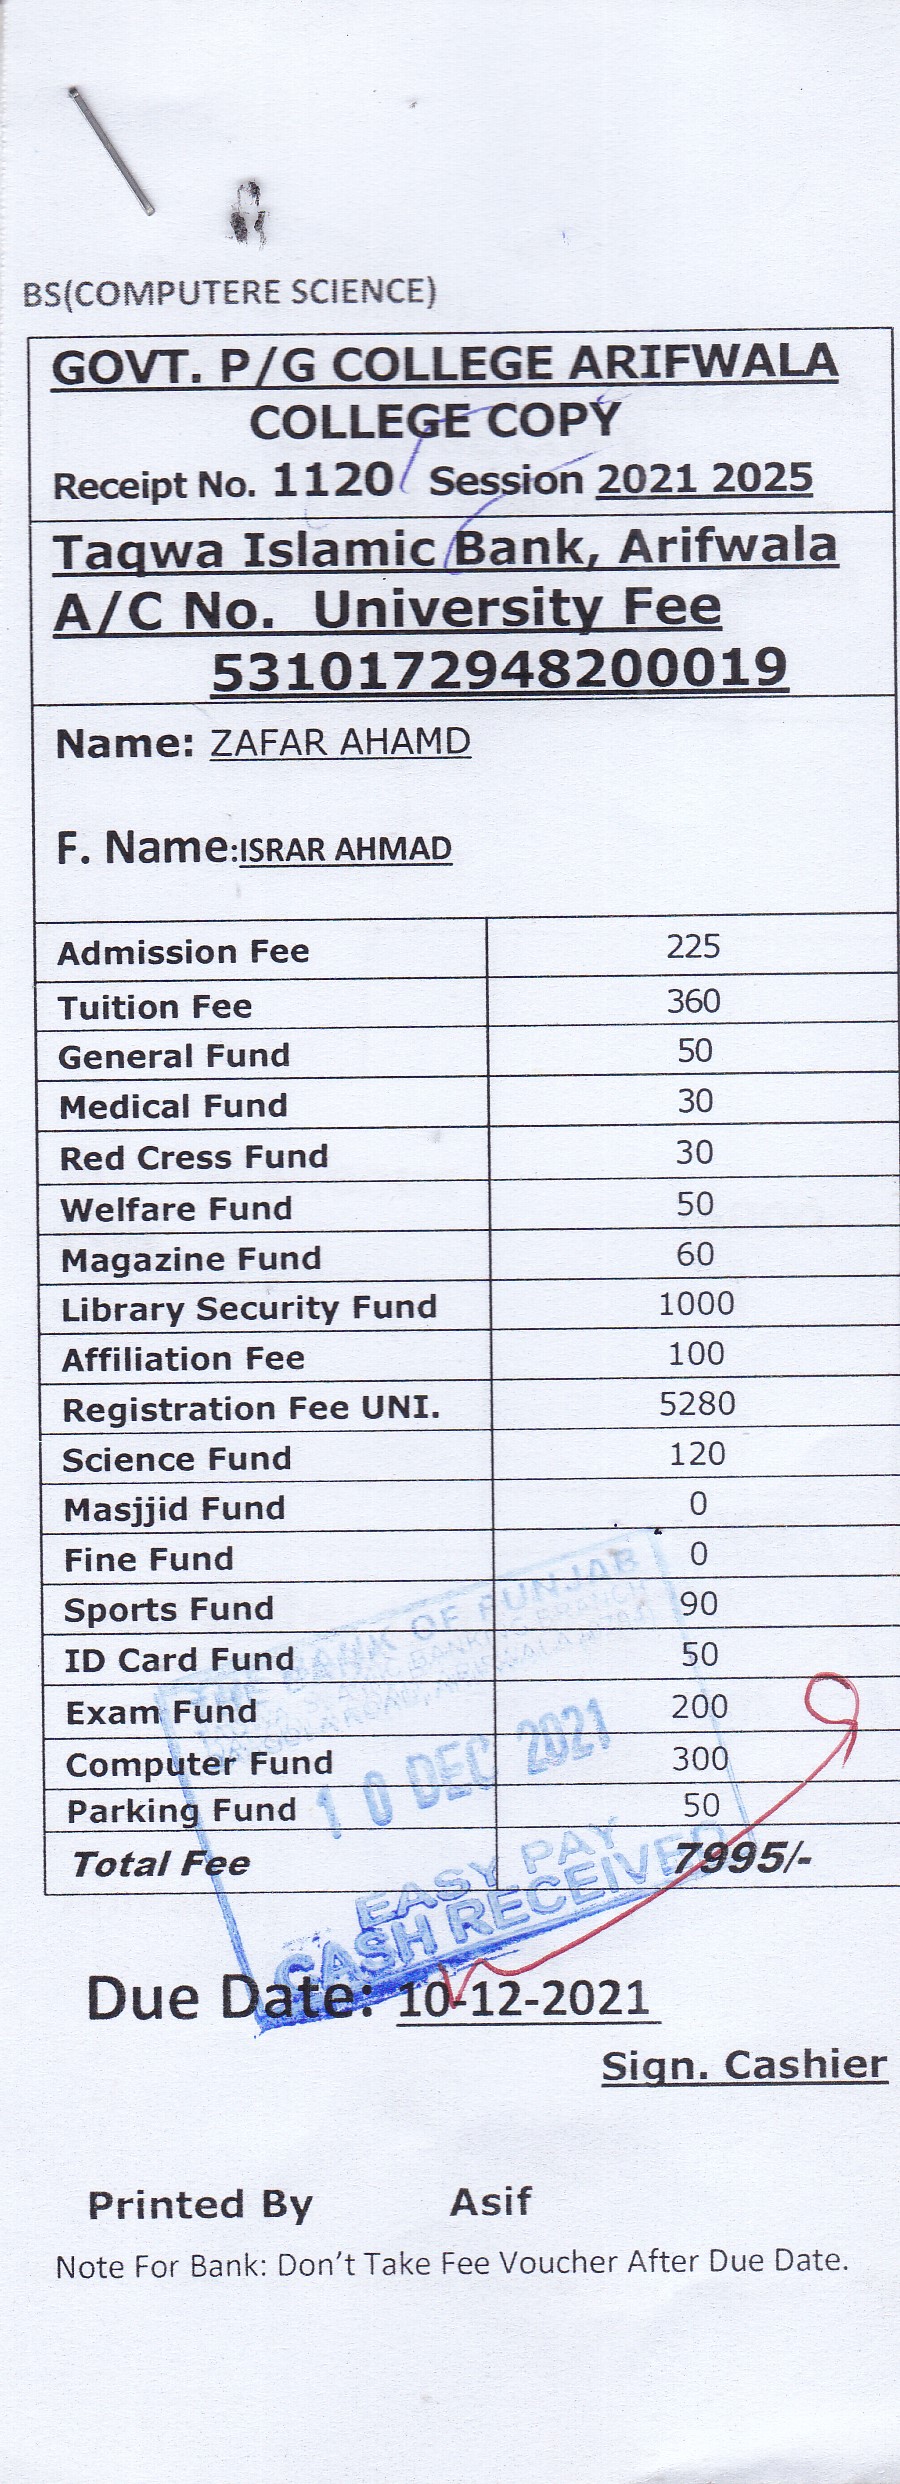 BS(COMPUTERE SCIENCE)
GOVT. P/G COLLEGE ARIFWALA
COLLEGE COPY
Receipt No. 1120 Session 2021 2025
Taqwa Islamic Bank, Arifwala
A/C No. University Fee
5310172948200019
Name: ZAFAR AHAMD
F. Name:ISRAR AHMAD
Admission Fee 225
Tuition Fee 360
General Fund 50
Medical Fund 30
Red Cress Fund 30
Welfare Fund 50
Magazine Fund 60
Library Security Fund 1000
Affiliation Fee 100
Registration Fee UNI. 5280
Science Fund 120
Masjjid Fund 0
Fine Fund 0
Sports Fund 90
ID Card Fund 50
Exam Fund 200
Computer Fund 300
Parking Fund 50
Total Fee 7995/-
THE BANK OF PUNJAB
10 DEC 2021
EASY PAY
CASH RECEIVED
Due Date: 10-12-2021
Sign. Cashier
Printed By Asif
Note For Bank: Don't Take Fee Voucher After Due Date.